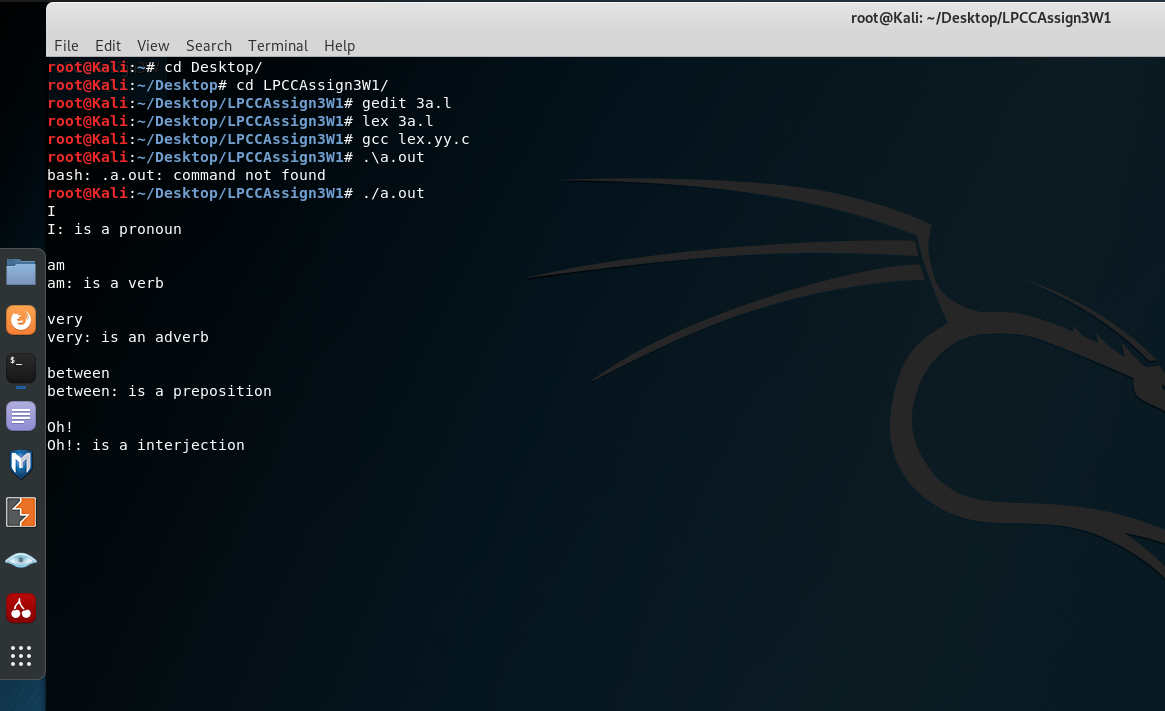 root@Kali: ~/Desktop/LPCCAssign3W1
File Edit View Search Terminal Help
root@Kali:~# cd Desktop/
root@Kali:~/Desktop# cd LPCCAssign3W1/
root@Kali:~/Desktop/LPCCAssign3W1# gedit 3a.l
root@Kali:~/Desktop/LPCCAssign3W1# lex 3a.l
root@Kali:~/Desktop/LPCCAssign3W1# gcc lex.yy.c
root@Kali:~/Desktop/LPCCAssign3W1# .\a.out
bash: .a.out: command not found
root@Kali:~/Desktop/LPCCAssign3W1# ./a.out
I
I: is a pronoun
am
am: is a verb
very
very: is an adverb
between
between: is a preposition
Oh!
Oh!: is a interjection
$_